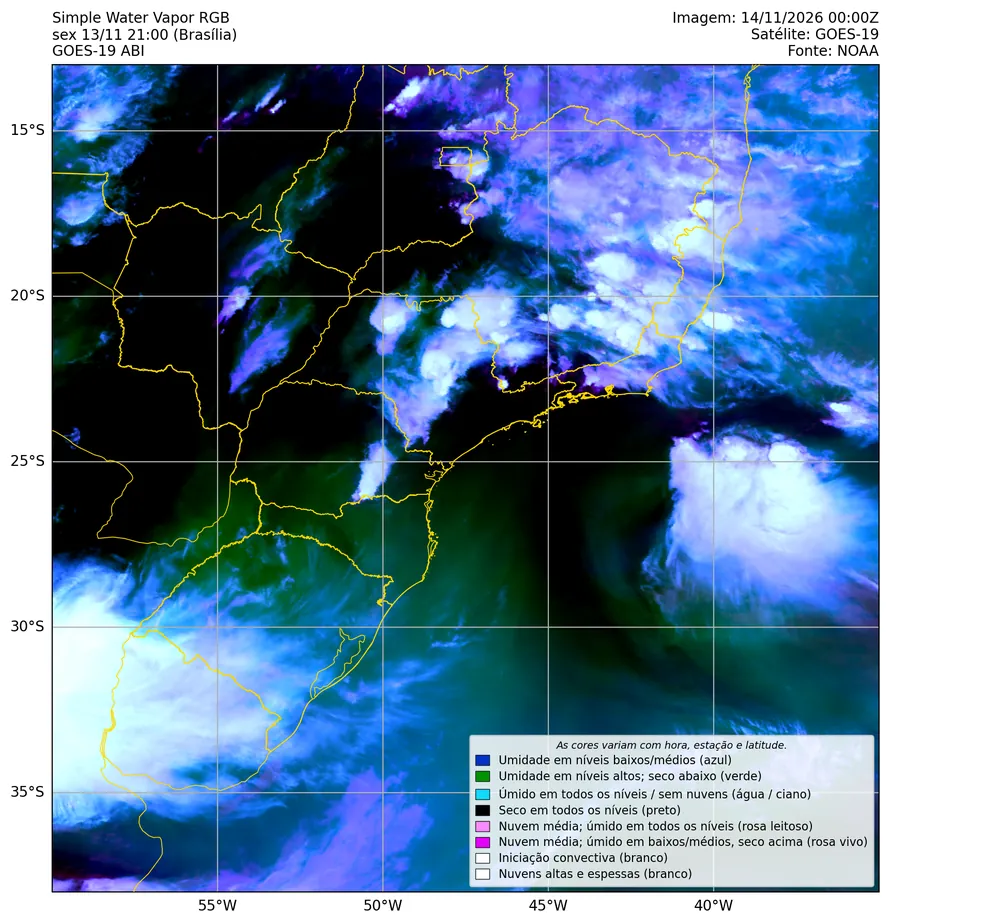 Simple Water Vapor RGB
sex 13/11 21:00 (Brasília)
GOES-19 ABI
Imagem: 14/11/2026 00:00Z
Satélite: GOES-19
Fonte: NOAA
15°S
20°S
25°S
30°S
35°S
As cores variam com hora, estação e latitude.
Umidade em níveis baixos/médios (azul)
Umidade em níveis altos; seco abaixo (verde)
Úmido em todos os níveis / sem nuvens (água / ciano)
Seco em todos os níveis (preto)
Nuvem média; úmido em todos os níveis (rosa leitoso)
Nuvem média; úmido em baixos/médios, seco acima (rosa vivo)
Iniciação convectiva (branco)
Nuvens altas e espessas (branco)
55°W 50°W 45°W 40°W